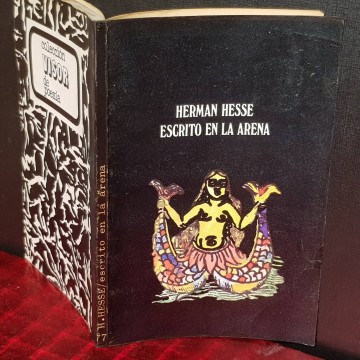 colección
VISOR
de
poesía
HERMAN HESSE
ESCRITO EN LA ARENA
H. HESSE/escrito en la arena